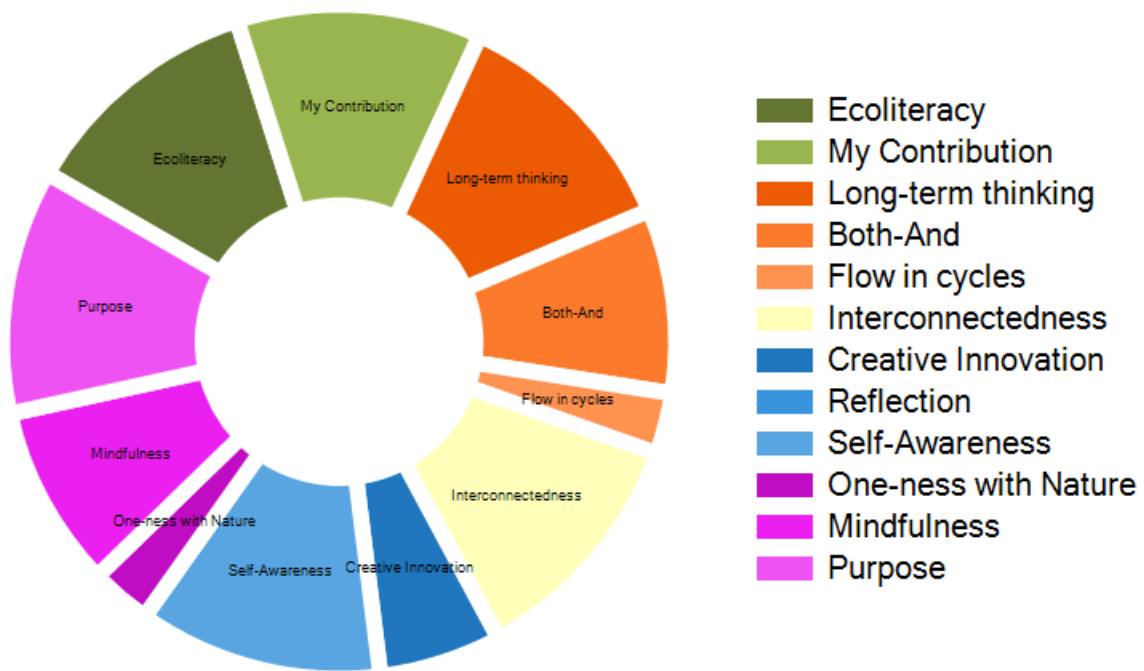 My Contribution
Ecoliteracy
Long-term thinking
Purpose
Both-And
Flow in cycles
Mindfulness
Interconnectedness
One-ness with Nature
Self-Awareness
Creative Innovation
Ecoliteracy
My Contribution
Long-term thinking
Both-And
Flow in cycles
Interconnectedness
Creative Innovation
Reflection
Self-Awareness
One-ness with Nature
Mindfulness
Purpose